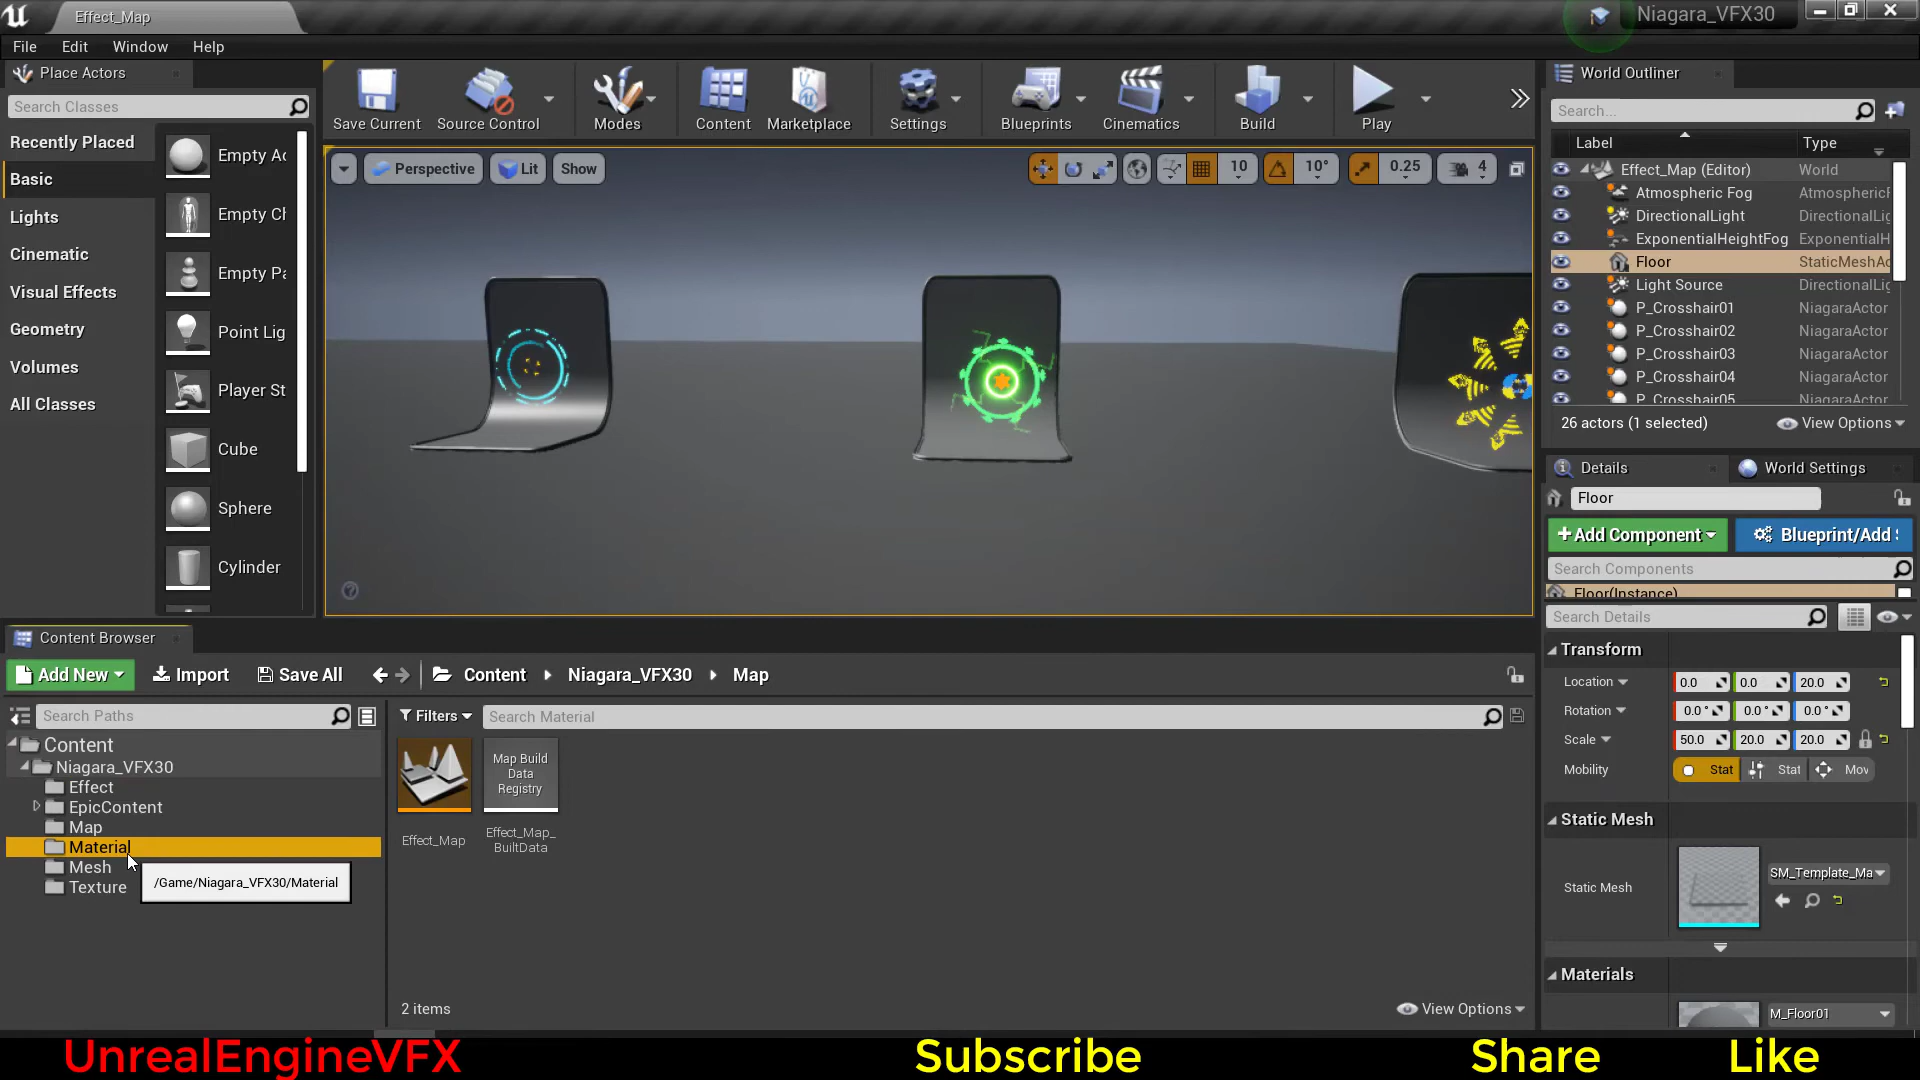 Effect_Map
Niagara_VFX30
File Edit Window Help
Place Actors
Search Classes
Recently Placed
Basic
Lights
Cinematic
Visual Effects
Geometry
Volumes
All Classes
Empty Ac
Empty Ch
Empty Pa
Point Lig
Player St
Cube
Sphere
Cylinder
Save Current
Source Control
Modes
Content
Marketplace
Settings
Blueprints
Cinematics
Build
Play
Perspective
Lit
Show
10
10°
0.25
4
World Outliner
Search...
Label Type
Effect_Map (Editor) World
Atmospheric Fog Atmospheric
DirectionalLight DirectionalLig
ExponentialHeightFog ExponentialH
Floor StaticMeshAc
Light Source DirectionalLig
P_Crosshair01 NiagaraActor
P_Crosshair02 NiagaraActor
P_Crosshair03 NiagaraActor
P_Crosshair04 NiagaraActor
P_Crosshair05 NiagaraActor
26 actors (1 selected)
View Options
Details
World Settings
Floor
+Add Component
Blueprint/Add S
Search Components
Floor(Instance)
Search Details
Transform
Location 0.0 0.0 20.0
Rotation 0.0 ° 0.0 ° 0.0 °
Scale 50.0 20.0 20.0
Mobility Stat Stat Mov
Static Mesh
Static Mesh
SM_Template_Ma
Materials
M_Floor01
Content Browser
Add New
Import
Save All
Content
Niagara_VFX30
Map
Search Paths
Filters
Search Material
Content
Niagara_VFX30
Effect
EpicContent
Map
Material
Mesh
Texture
/Game/Niagara_VFX30/Material
Map Build
Data
Registry
Effect_Map
Effect_Map_
BuiltData
2 items
View Options
UnrealEngineVFX
Subscribe
Share
Like